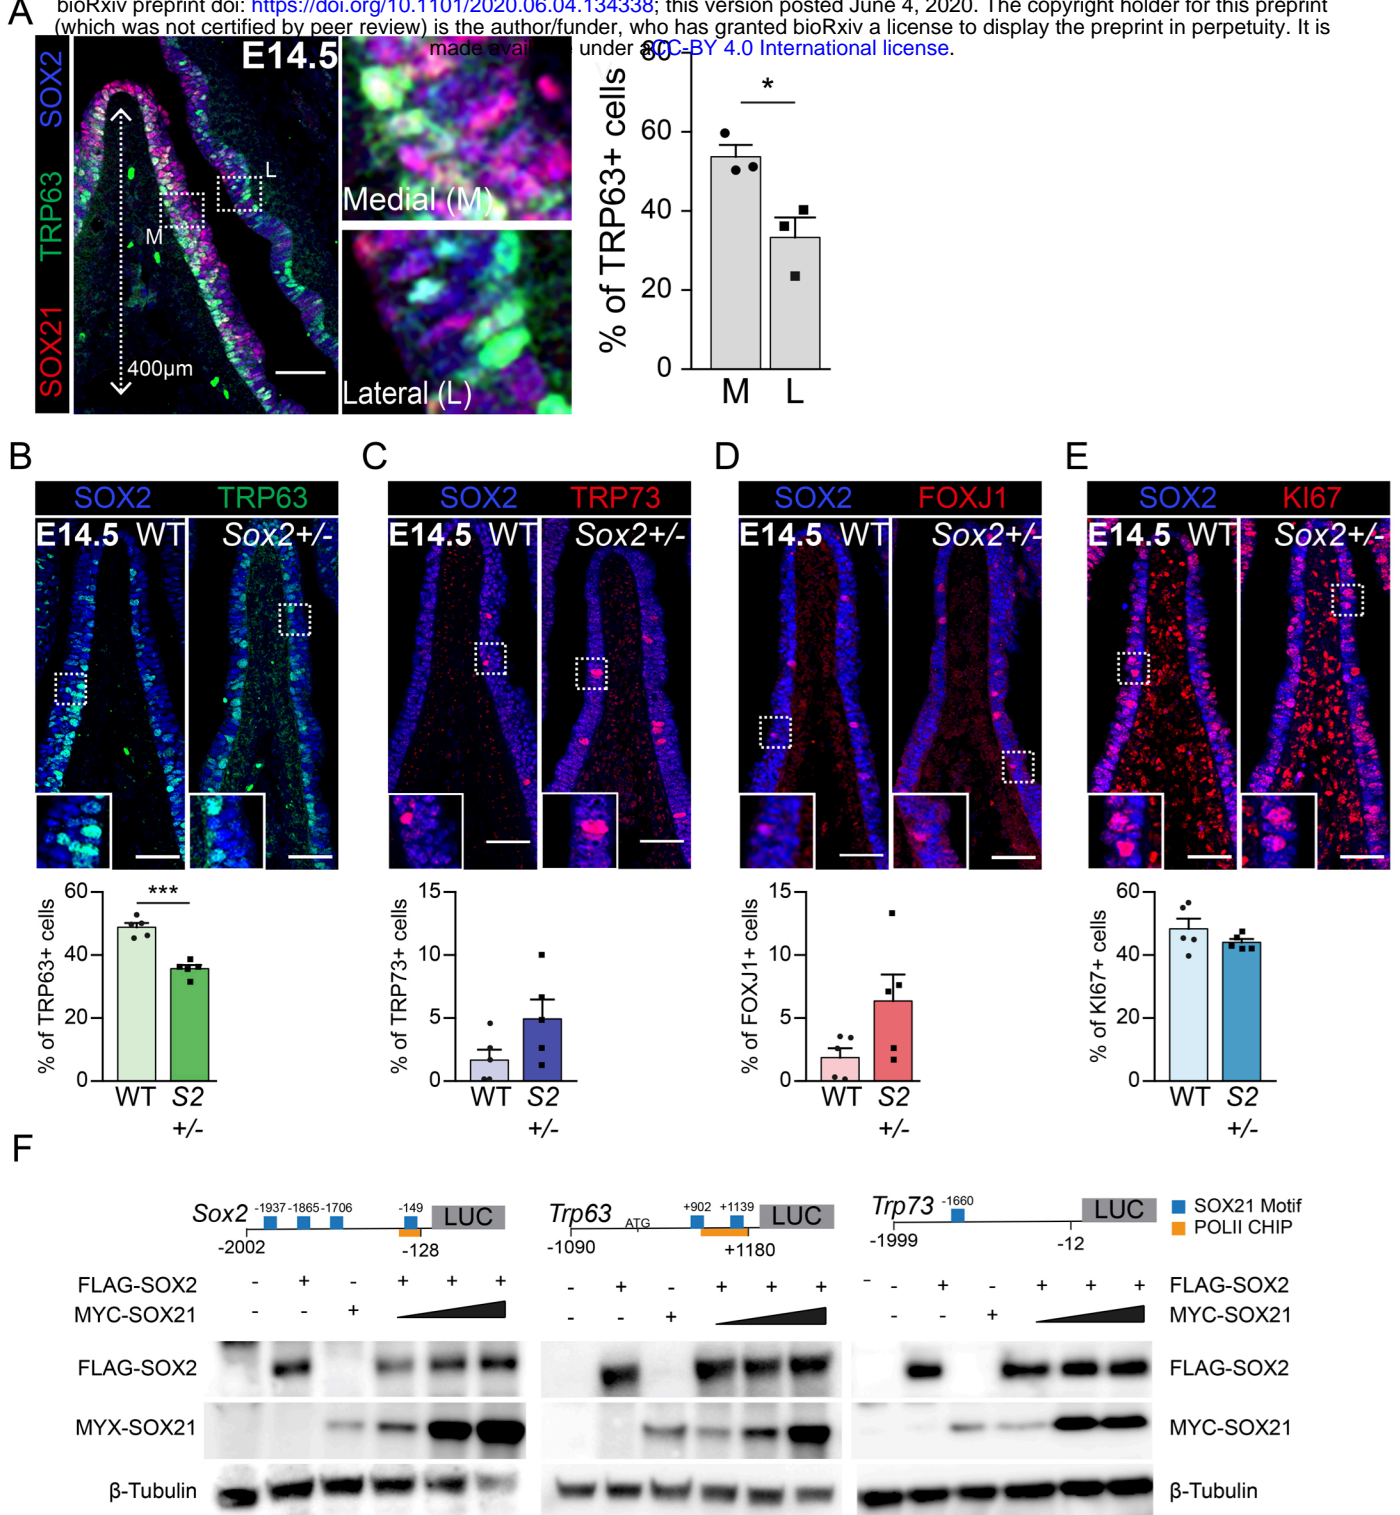 bioRxiv preprint doi: https://doi.org/10.1101/2020.06.04.134338; this version posted June 4, 2020. The copyright holder for this preprint
(which was not certified by peer review) is the author/funder, who has granted bioRxiv a license to display the preprint in perpetuity. It is
made available under aCC-BY 4.0 International license.
A
SOX21 TRP63 SOX2
E14.5
M
L
400µm
Medial (M)
Lateral (L)
% of TRP63+ cells
80
60
40
20
0
*
M L
B
SOX2 TRP63
E14.5 WT Sox2+/-
% of TRP63+ cells
60
40
20
0
***
WT S2
+/-
C
SOX2 TRP73
E14.5 WT Sox2+/-
% of TRP73+ cells
15
10
5
0
WT S2
+/-
D
SOX2 FOXJ1
E14.5 WT Sox2+/-
% of FOXJ1+ cells
15
10
5
0
WT S2
+/-
E
SOX2 KI67
E14.5 WT Sox2+/-
% of KI67+ cells
60
40
20
0
WT S2
+/-
F
Sox2 -1937 -1865 -1706 -149 LUC
-2002 -128
Trp63 ATG +902 +1139 LUC
-1090 +1180
Trp73 -1660 LUC
-1999 -12
SOX21 Motif
POLII CHIP
FLAG-SOX2 - + - + + + - + - + + + - - + - + + + FLAG-SOX2
MYC-SOX21 - - + - - + - - + MYC-SOX21
FLAG-SOX2 FLAG-SOX2
MYX-SOX21 MYC-SOX21
β-Tubulin β-Tubulin